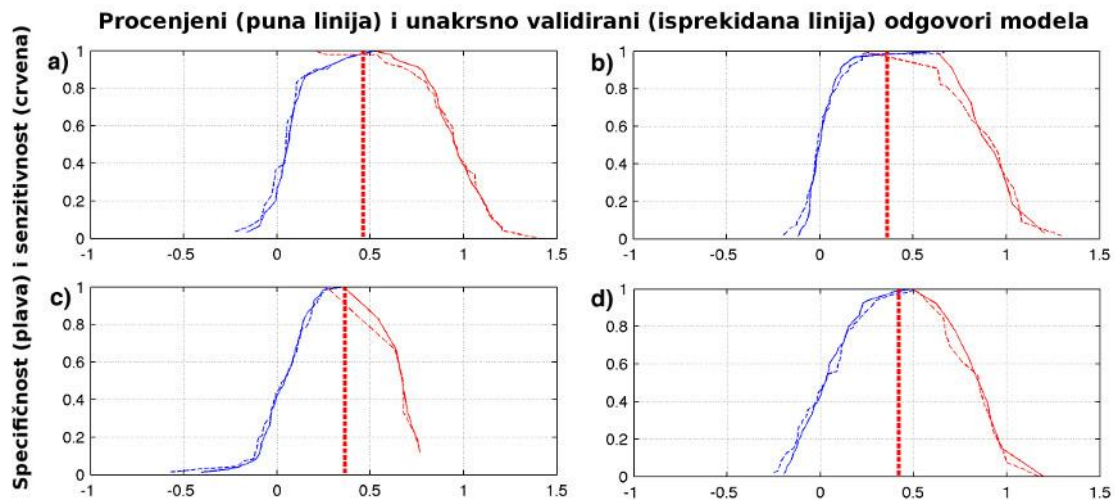 Procenjeni (puna linija) i unakrsno validirani (isprekidana linija) odgovori modela
Specifičnost (plava) i senzitivnost (crvena)
a)
1
0.8
0.6
0.4
0.2
0
-1 -0.5 0 0.5 1 1.5
b)
1
0.8
0.6
0.4
0.2
0
-1 -0.5 0 0.5 1 1.5
c)
1
0.8
0.6
0.4
0.2
0
-1 -0.5 0 0.5 1 1.5
d)
1
0.8
0.6
0.4
0.2
0
-1 -0.5 0 0.5 1 1.5